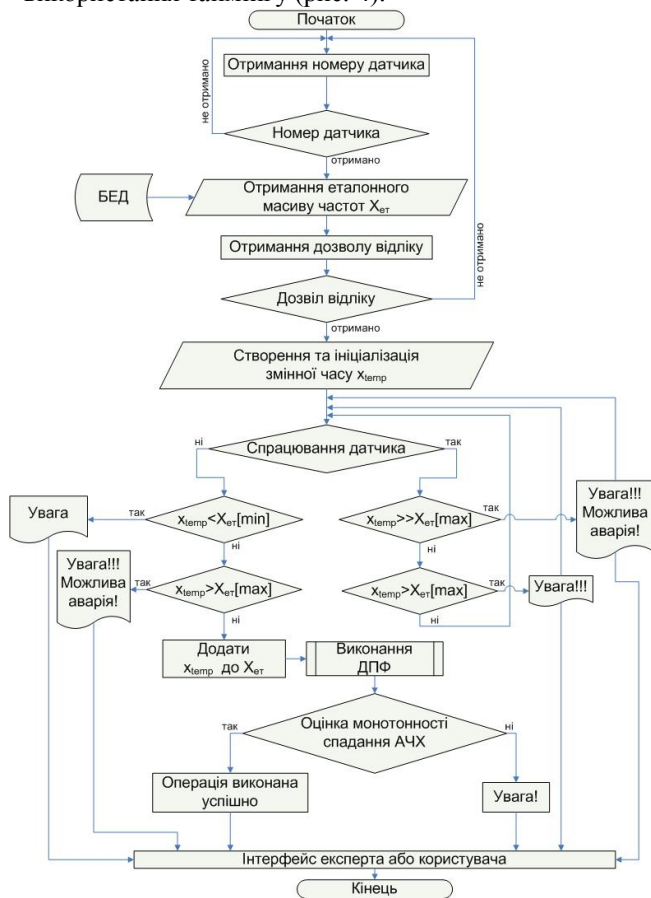 Початок
Отримання номеру датчика
не отримано
Номер датчика
отримано
БЕД
Отримання еталонного
масиву частот Xет
Отримання дозволу відліку
не отримано
Дозвіл відліку
отримано
Створення та ініціалізація
змінної часу xtemp
ні
Спрацювання датчика
так
Увага
так
xtemp<Xет[min]
xtemp>>Xет[max]
так
Увага!!!
Можлива
аварія!
ні
ні
Увага!!!
Можлива
аварія!
так
xtemp>Xет[max]
xtemp>Xет[max]
так
Увага!!!
ні
ні
Додати
xtemp до Xет
Виконання
ДПФ
так
Оцінка монотонності
спадання АЧХ
ні
Операція виконана
успішно
Увага!
Інтерфейс експерта або користувача
Кінець